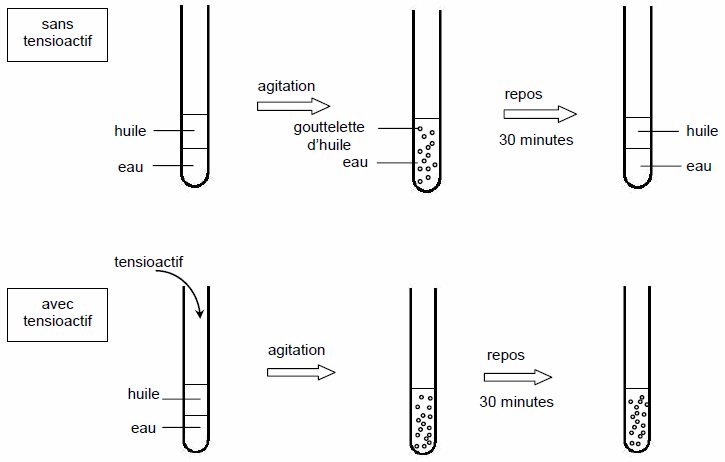 sans
tensioactif
agitation
repos
30 minutes
huile
eau
gouttelette
d'huile
eau
huile
eau
tensioactif
avec
tensioactif
agitation
repos
30 minutes
huile
eau